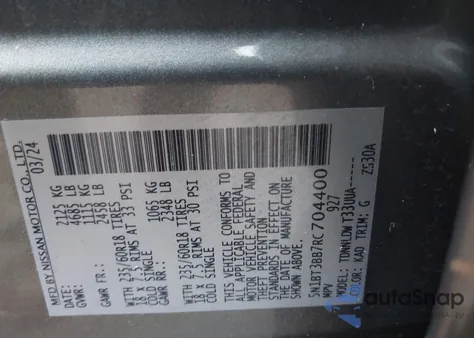 MFD BY NISSAN MOTOR CO., LTD.
03/24
GVWR: 2125 KG
4685 LB
GAWR FR.: 1115 KG
2458 LB
WITH 235/60R18 TIRES
18 X 7.5 RIMS AT 33 PSI
COLD SINGLE
GAWR RR.: 1065 KG
2348 LB
WITH 235/60R18 TIRES
18 X 7.5 RIMS AT 30 PSI
COLD SINGLE
THIS VEHICLE CONFORMS TO
ALL APPLICABLE FEDERAL
MOTOR VEHICLE SAFETY AND
THEFT PREVENTION
STANDARDS IN EFFECT ON
THE DATE OF MANUFACTURE
SHOWN ABOVE.
5N1BT3BB7RC704400
MPV 927
COLOR: KAD TRIM: G
autoSnap